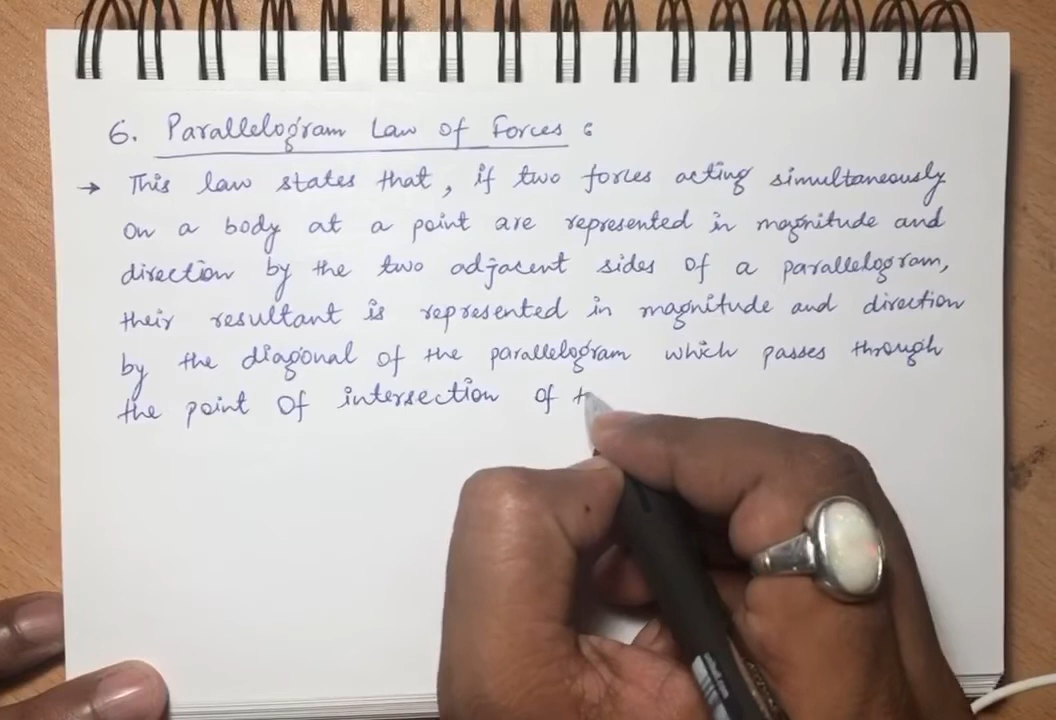 6. Parallelogram Law of Forces :
→ This law states that, if two forces acting simultaneously
on a body at a point are represented in magnitude and
direction by the two adjacent sides of a parallelogram,
their resultant is represented in magnitude and direction
by the diagonal of the parallelogram which passes through
the point of intersection of t